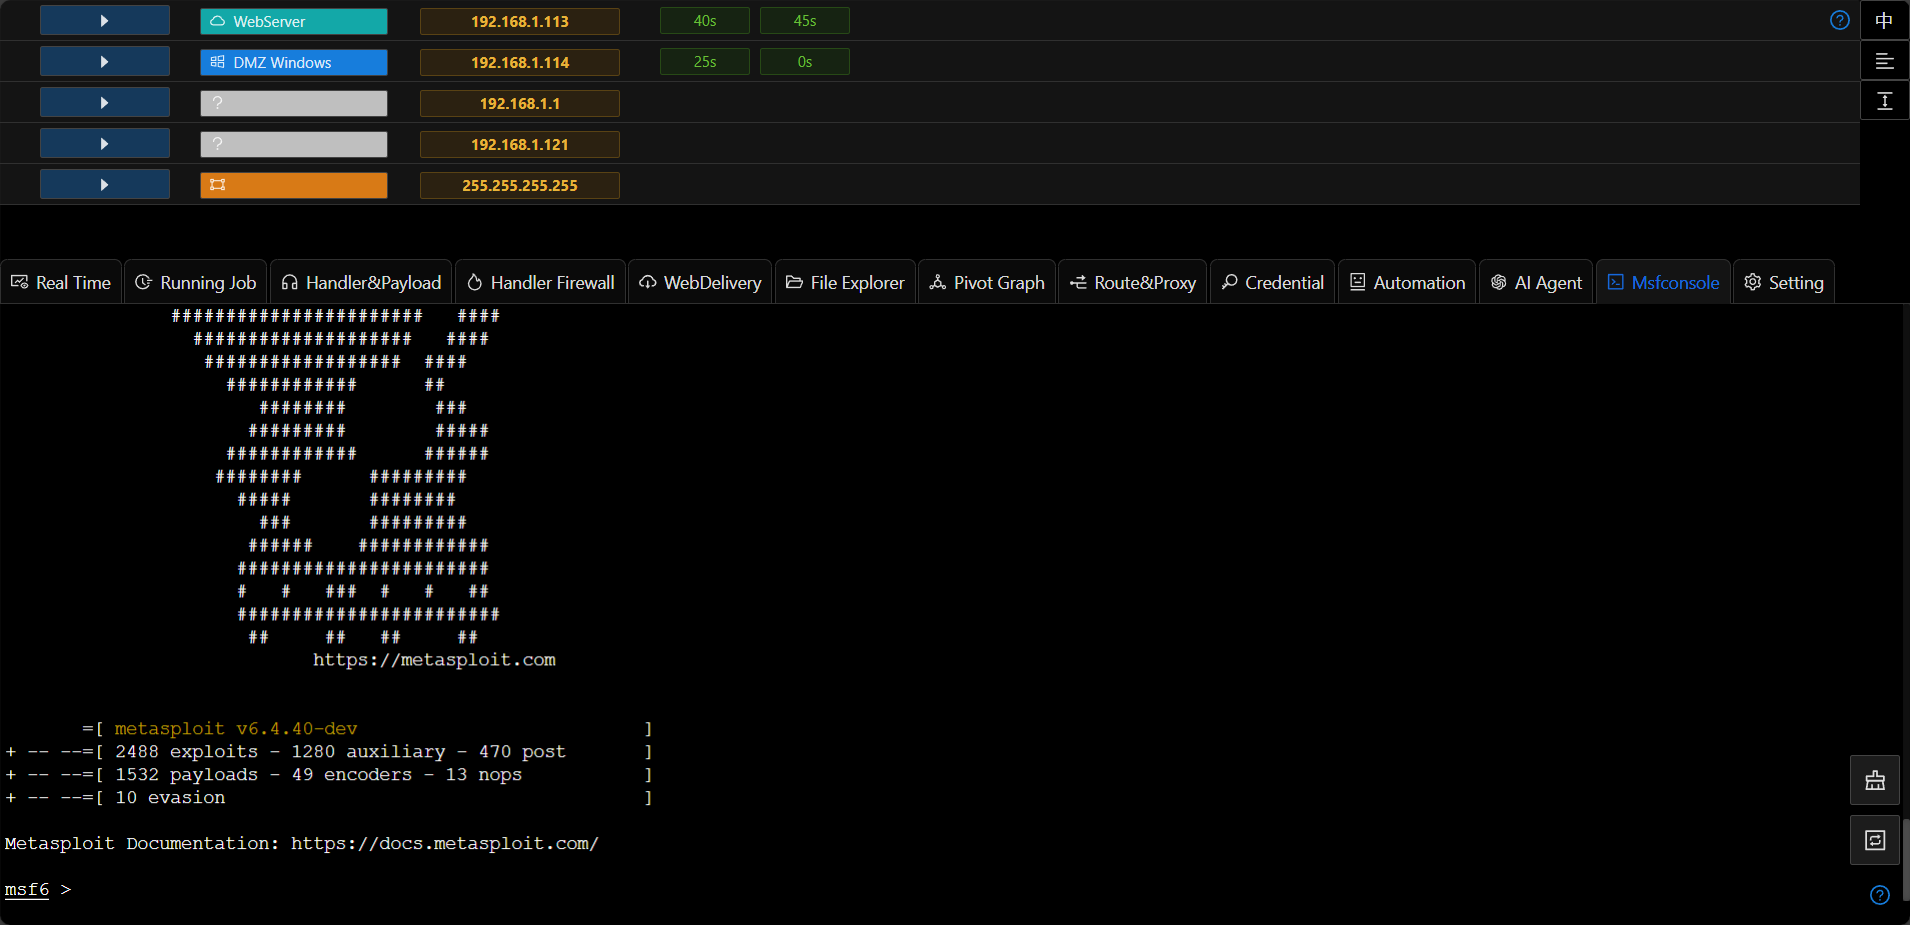 WebServer 192.168.1.113 40s 45s
中
DMZ Windows 192.168.1.114 25s 0s
? 192.168.1.1
? 192.168.1.121
255.255.255.255
Real Time Running Job Handler&Payload Handler Firewall WebDelivery File Explorer Pivot Graph Route&Proxy Credential Automation AI Agent Msfconsole Setting
####################### ####
#################### ####
################## ####
############ ##
######## ###
######### #####
############ ######
######## #########
##### ########
### #########
###### ############
#######################
# # ### # # ##
########################
## ## ## ##
https://metasploit.com
=[ metasploit v6.4.40-dev ]
+ -- --=[ 2488 exploits - 1280 auxiliary - 470 post ]
+ -- --=[ 1532 payloads - 49 encoders - 13 nops ]
+ -- --=[ 10 evasion ]
Metasploit Documentation: https://docs.metasploit.com/
msf6 >